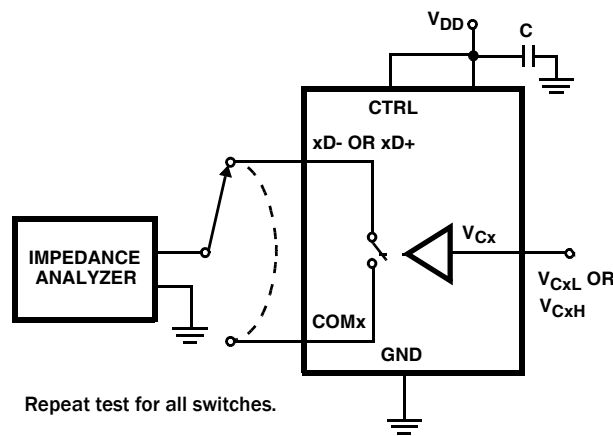 VDD
C
CTRL
xD- OR xD+
IMPEDANCE
ANALYZER
VCx
VCxL OR
VCxH
COMx
GND
Repeat test for all switches.